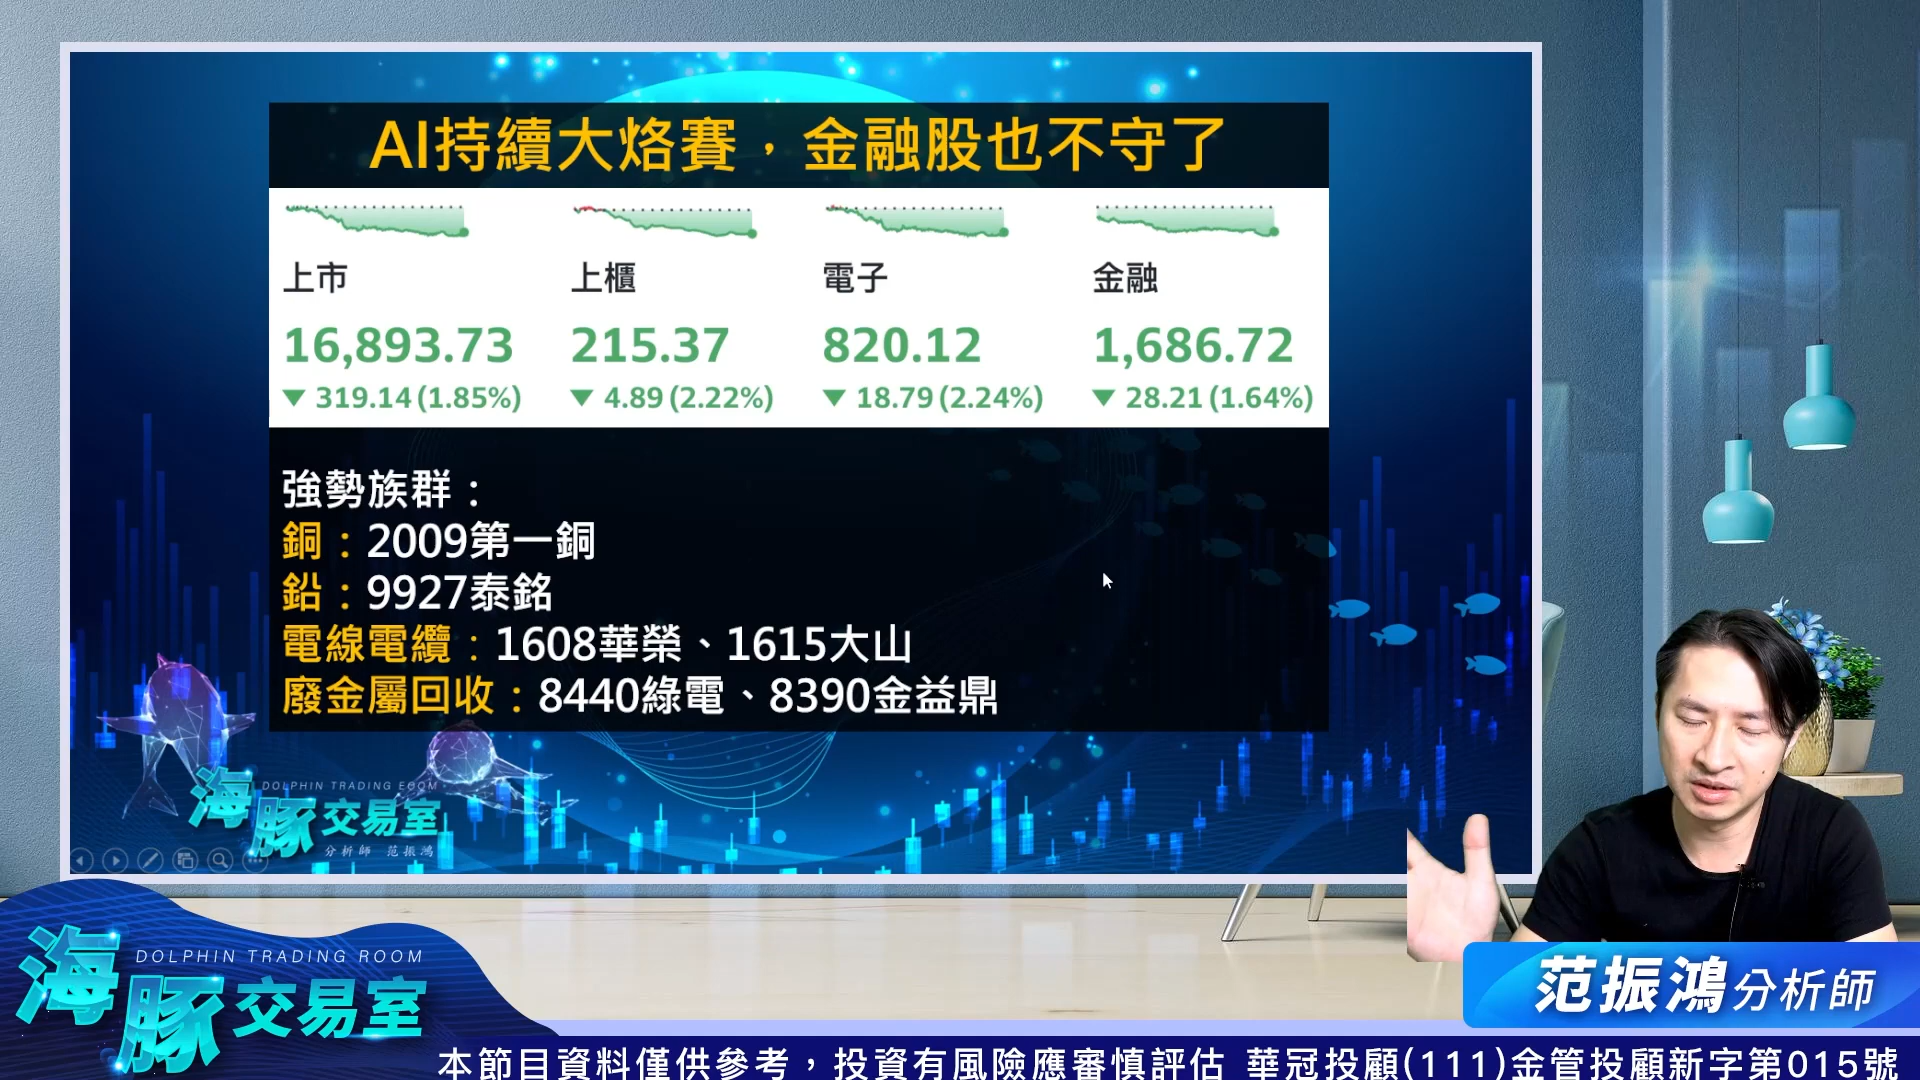 AI持續大烙賽，金融股也不守了
上市 上櫃 電子 金融
16,893.73 215.37 820.12 1,686.72
▼ 319.14 (1.85%) ▼ 4.89 (2.22%) ▼ 18.79 (2.24%) ▼ 28.21 (1.64%)
強勢族群：
銅：2009第一銅
鉛：9927泰銘
電線電纜：1608華榮、1615大山
廢金屬回收：8440綠電、8390金益鼎
DOLPHIN TRADING ROOM
海豚交易室
分析師 范振鴻
DOLPHIN TRADING ROOM
海豚交易室
范振鴻分析師
本節目資料僅供參考，投資有風險應審慎評估 華冠投顧(111)金管投顧新字第015號